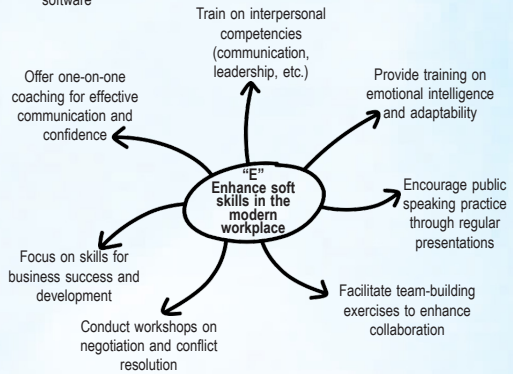 software
Train on interpersonal
competencies
(communication,
leadership, etc.)
Offer one-on-one
coaching for effective
communication and
confidence
Provide training on
emotional intelligence
and adaptability
“E”
Enhance soft
skills in the
modern
workplace
Encourage public
speaking practice
through regular
presentations
Focus on skills for
business success and
development
Facilitate team-building
exercises to enhance
collaboration
Conduct workshops on
negotiation and conflict
resolution